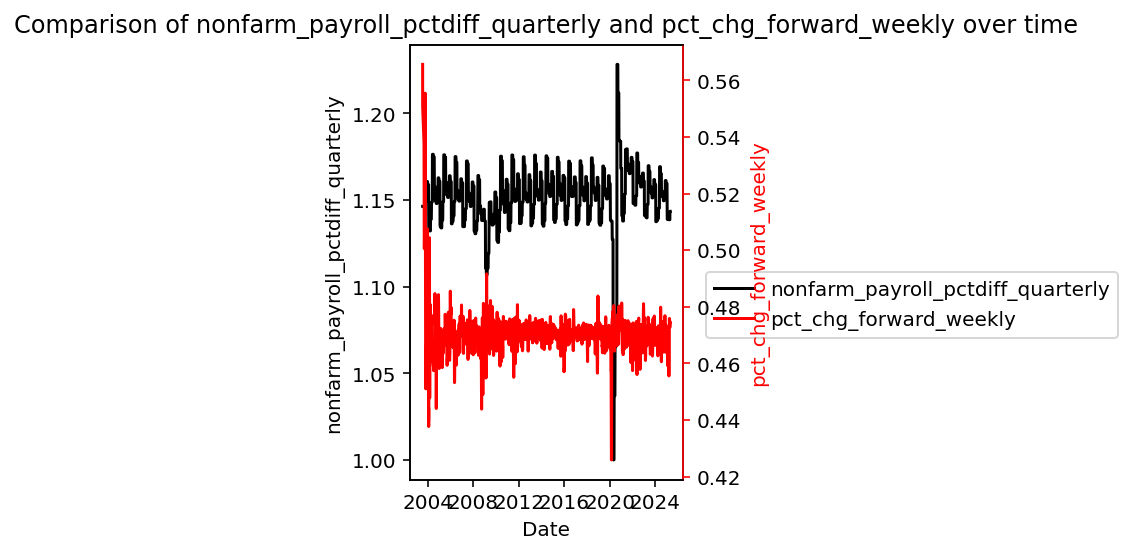 Comparison of nonfarm_payroll_pctdiff_quarterly and pct_chg_forward_weekly over time
nonfarm_payroll_pctdiff_quarterly
1.20
1.15
1.10
1.05
1.00
0.56
0.54
0.52
0.50
0.48
0.46
0.44
0.42
pct_chg_forward_weekly
nonfarm_payroll_pctdiff_quarterly
pct_chg_forward_weekly
2004 2008 2012 2016 2020 2024
Date